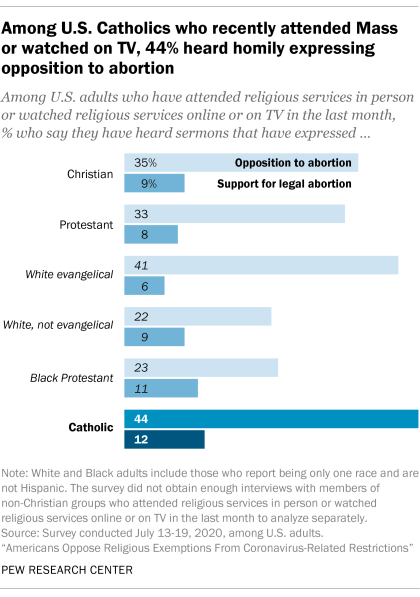 Among U.S. Catholics who recently attended Mass
or watched on TV, 44% heard homily expressing
opposition to abortion
Among U.S. adults who have attended religious services in person
or watched religious services online or on TV in the last month,
% who say they have heard sermons that have expressed ...
Christian 35% Opposition to abortion
9% Support for legal abortion
Protestant 33
8
White evangelical 41
6
White, not evangelical 22
9
Black Protestant 23
11
Catholic 44
12
Note: White and Black adults include those who report being only one race and are
not Hispanic. The survey did not obtain enough interviews with members of
non-Christian groups who attended religious services in person or watched
religious services online or on TV in the last month to analyze separately.
Source: Survey conducted July 13-19, 2020, among U.S. adults.
“Americans Oppose Religious Exemptions From Coronavirus-Related Restrictions”
PEW RESEARCH CENTER